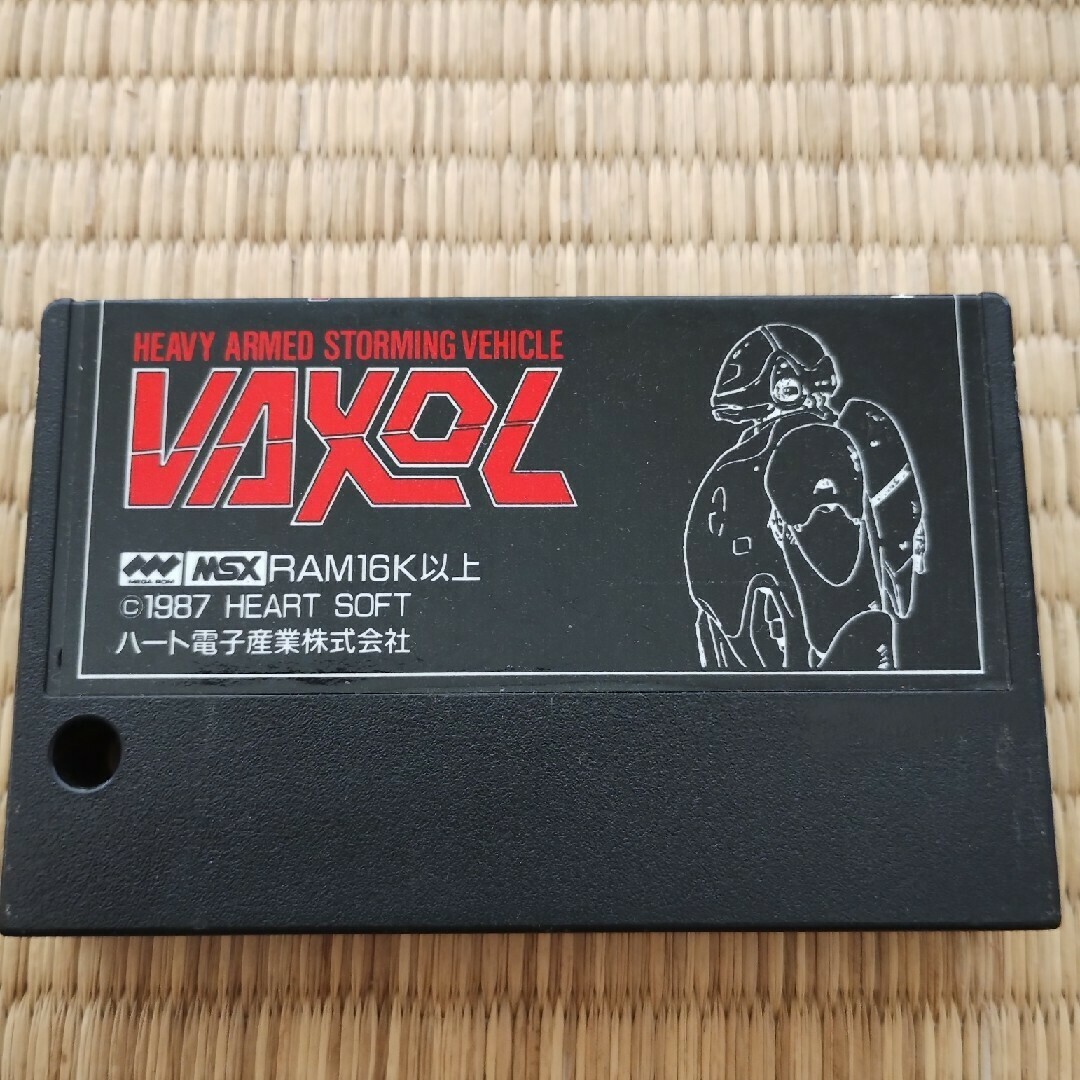 HEAVY ARMED STORMING VEHICLE
VAXOL
MEGA ROM MSX RAM16K以上
©1987 HEART SOFT
ハート電子産業株式会社